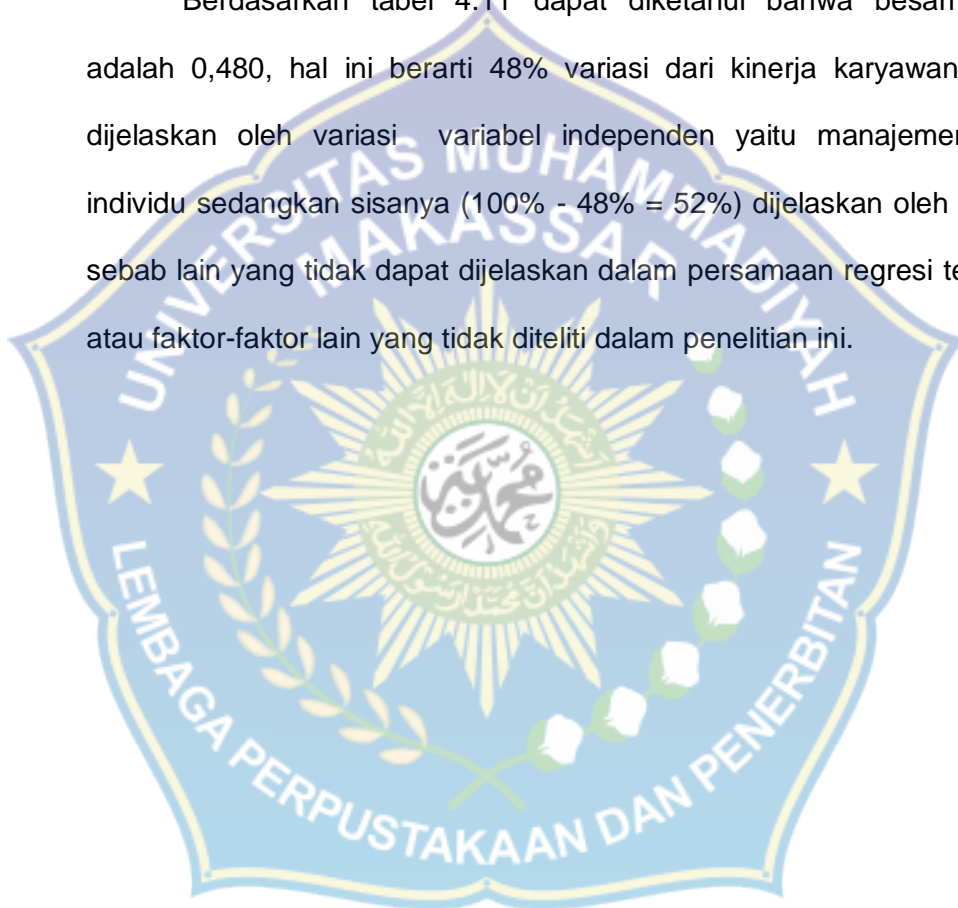 Berdasarkan tabel 4.11 dapat diketahui bahwa besarn
adalah 0,480, hal ini berarti 48% variasi dari kinerja karyawan
dijelaskan oleh variasi variabel independen yaitu manajemen
individu sedangkan sisanya (100% - 48% = 52%) dijelaskan oleh
sebab lain yang tidak dapat dijelaskan dalam persamaan regresi te
atau faktor-faktor lain yang tidak diteliti dalam penelitian ini.
UNIVERSITAS MUHAMMADIYAH
MAKASSAR
LEMBAGA PERPUSTAKAAN DAN PENERBITAN